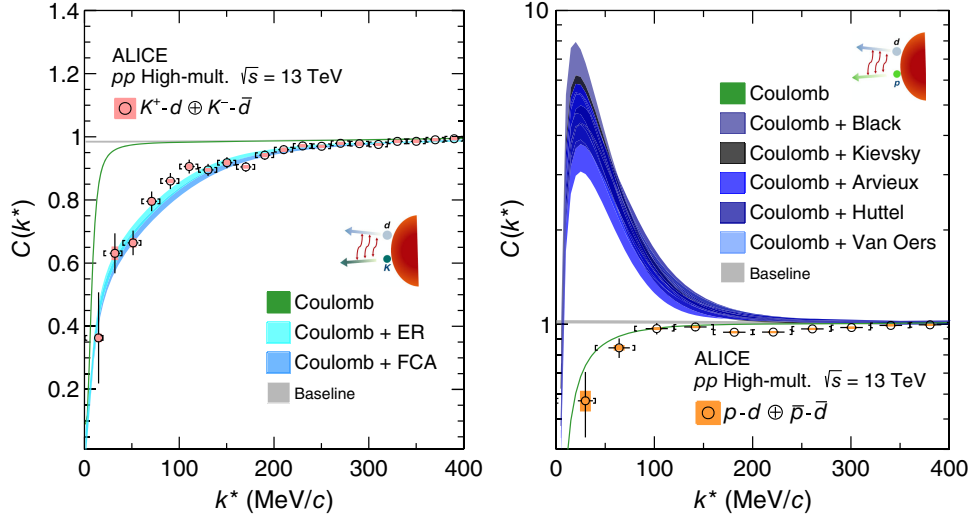 1.4
1.2
1
0.8
0.6
0.4
0.2
C(k*)
ALICE
pp High-mult. √s = 13 TeV
K⁺-d ⊕ K⁻-d̅
d
K
Coulomb
Coulomb + ER
Coulomb + FCA
Baseline
0 100 200 300 400
k* (MeV/c)
10
1
C(k*)
d
p
Coulomb
Coulomb + Black
Coulomb + Kievsky
Coulomb + Arvieux
Coulomb + Huttel
Coulomb + Van Oers
Baseline
ALICE
pp High-mult. √s = 13 TeV
p-d ⊕ p̅-d̅
0 100 200 300 400
k* (MeV/c)